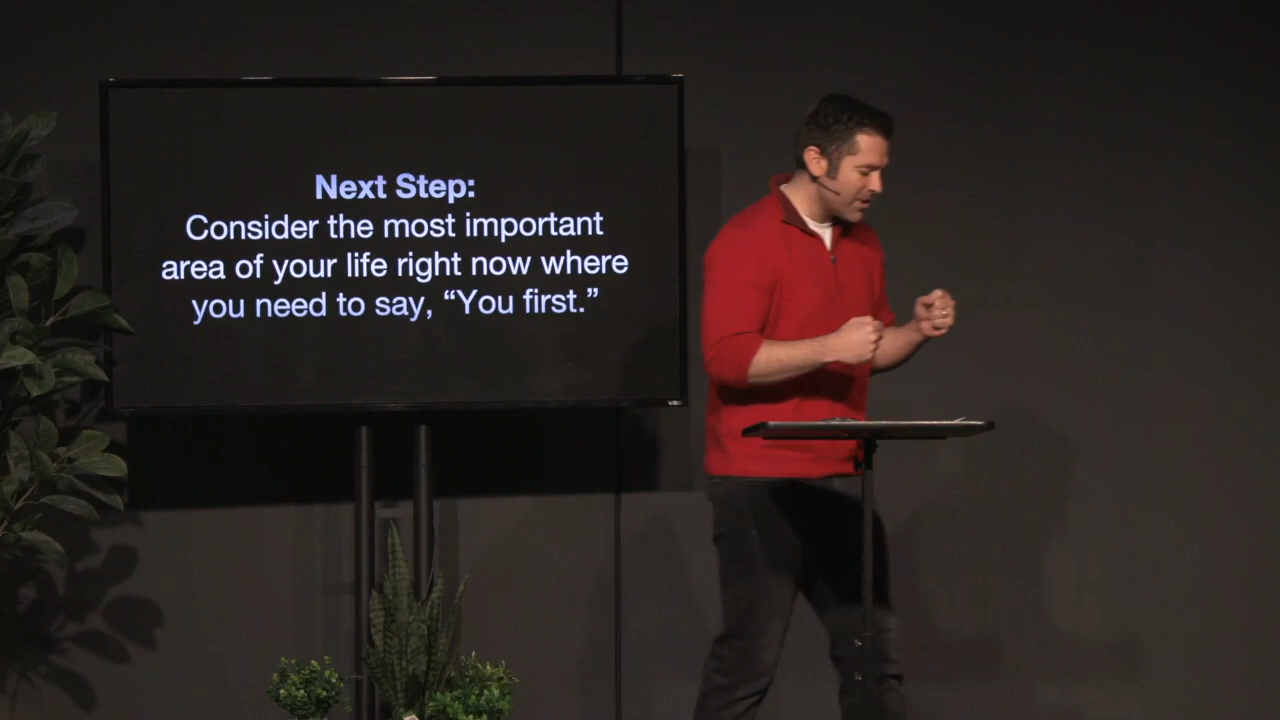 Next Step:
Consider the most important
area of your life right now where
you need to say, “You first.”
VIZIO